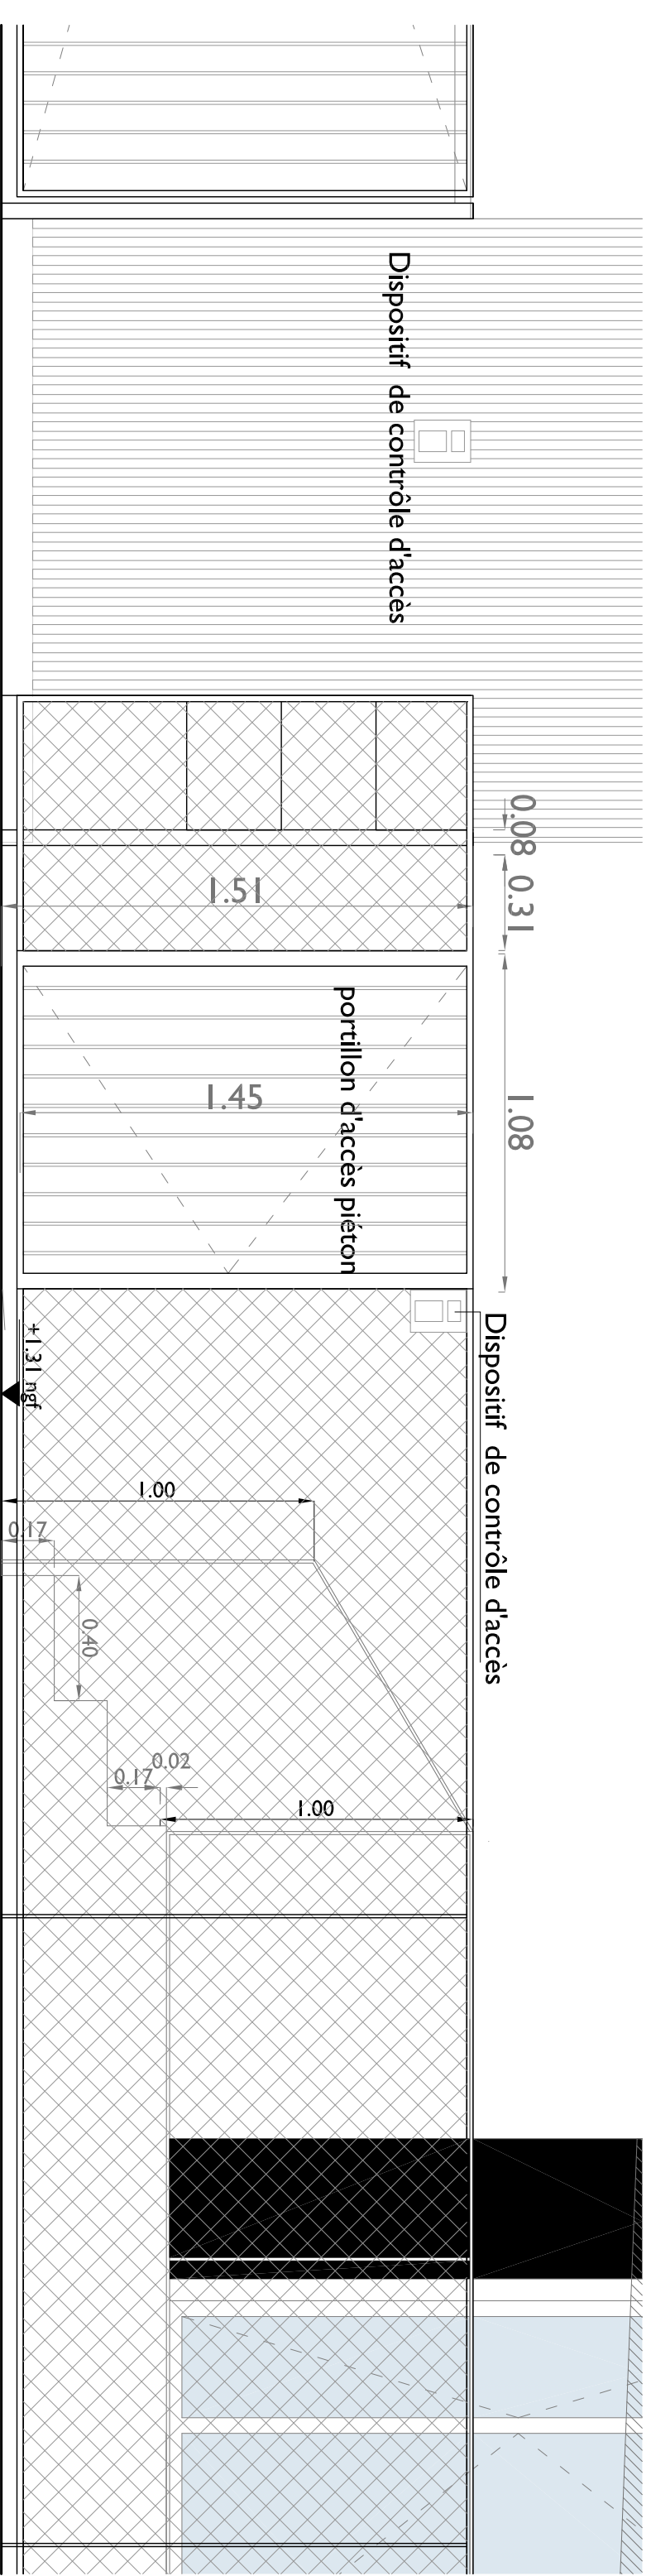 Dispositif de contrôle d'accès
0.08
0.31
1.51
portillon d'accès piéton
1.45
1.08
Dispositif de contrôle d'accès
+1.31 ngf
1.00
0.17
0.40
0.02
0.17
1.00